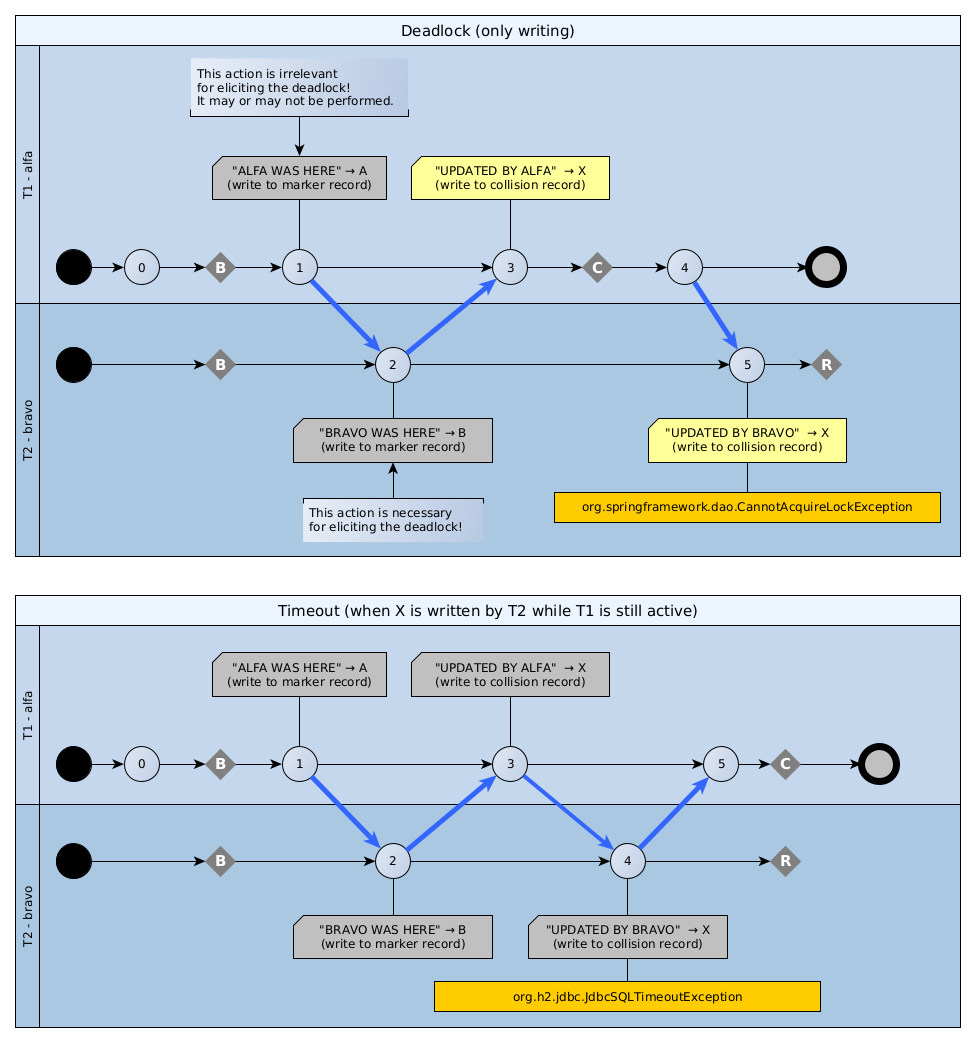 Deadlock (only writing)
T1 - alfa
This action is irrelevant
for eliciting the deadlock!
It may or may not be performed.
"ALFA WAS HERE" → A
(write to marker record)
"UPDATED BY ALFA"  → X
(write to collision record)
0
B
1
3
C
4
T2 - bravo
B
2
5
R
"BRAVO WAS HERE" → B
(write to marker record)
"UPDATED BY BRAVO"  → X
(write to collision record)
This action is necessary
for eliciting the deadlock!
org.springframework.dao.CannotAcquireLockException
Timeout (when X is written by T2 while T1 is still active)
T1 - alfa
"ALFA WAS HERE" → A
(write to marker record)
"UPDATED BY ALFA"  → X
(write to collision record)
0
B
1
3
5
C
T2 - bravo
B
2
4
R
"BRAVO WAS HERE" → B
(write to marker record)
"UPDATED BY BRAVO"  → X
(write to collision record)
org.h2.jdbc.JdbcSQLTimeoutException